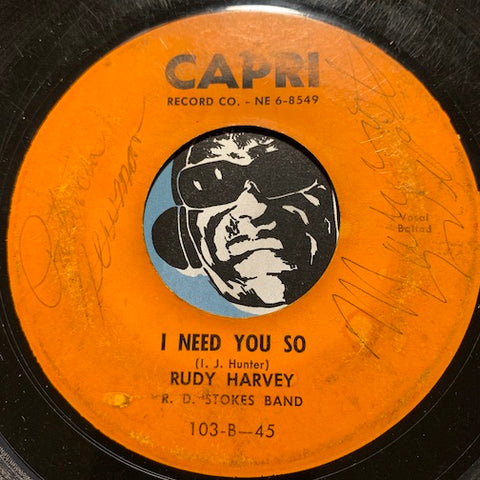 CAPRI
RECORD CO. - NE 6-8549
Vocal
Ballad
I NEED YOU SO
(I. J. Hunter)
RUDY HARVEY
R. D. STOKES BAND
103-B—45